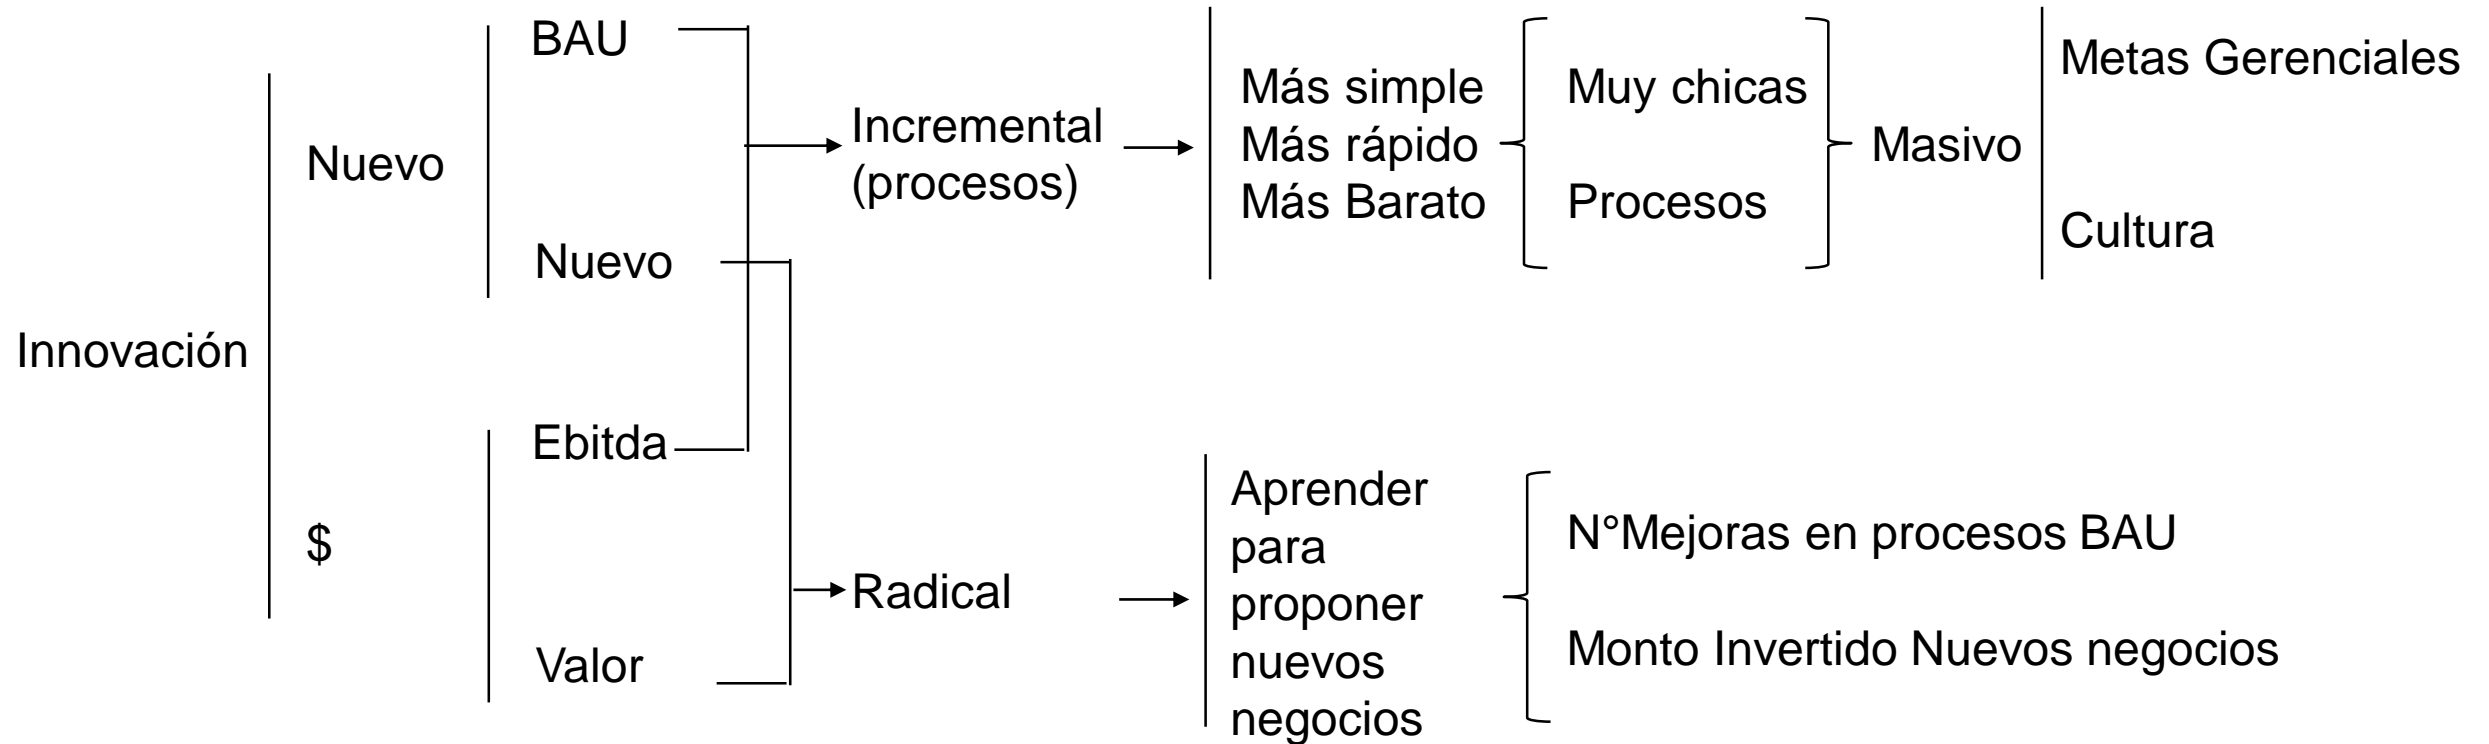 Innovación
Nuevo
$
BAU
Nuevo
Ebitda
Valor
Incremental
(procesos)
Radical
Más simple
Más rápido
Más Barato
Muy chicas
Procesos
Masivo
Metas Gerenciales
Cultura
Aprender
para
proponer
nuevos
negocios
N°Mejoras en procesos BAU
Monto Invertido Nuevos negocios